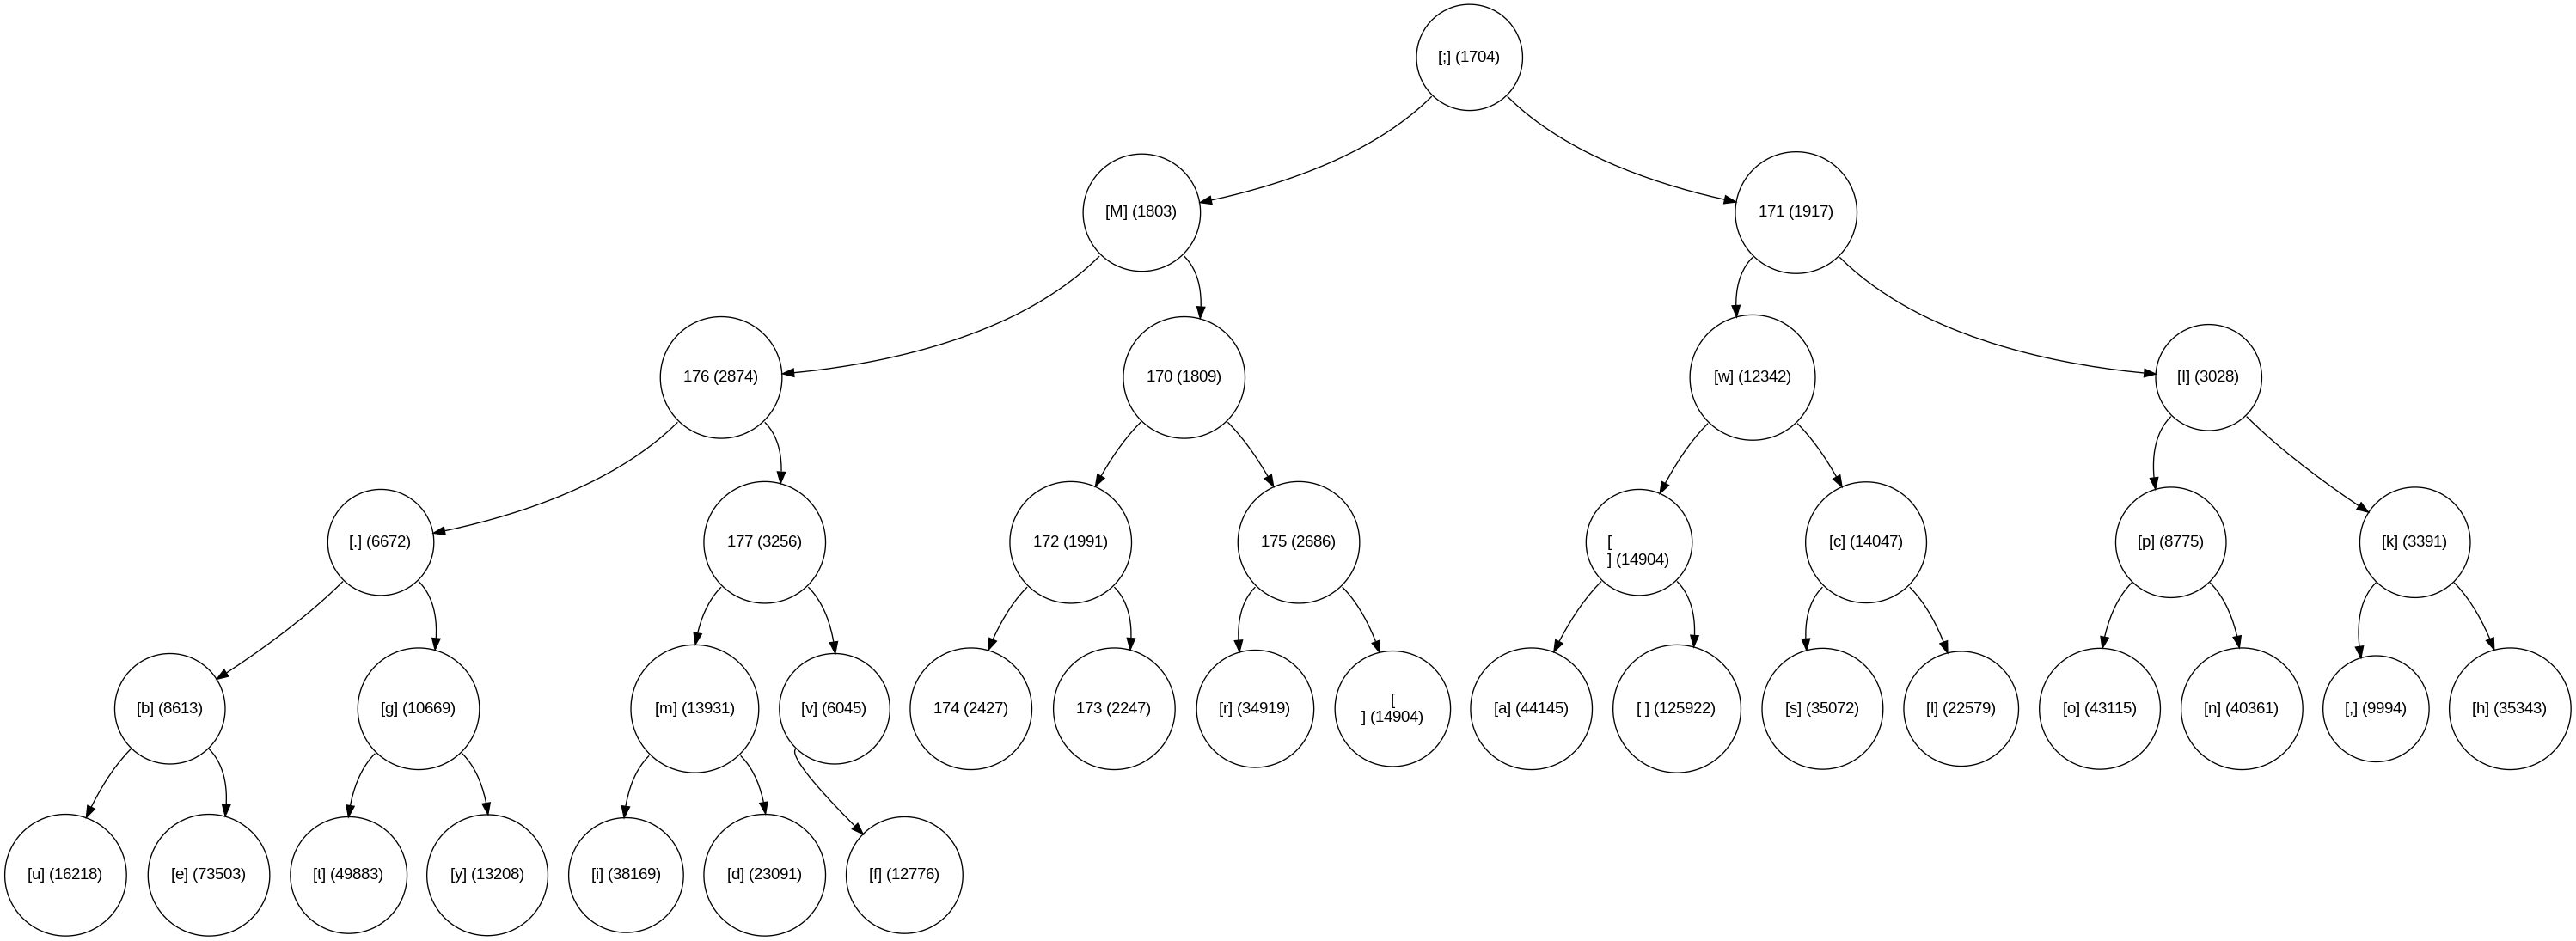 [;] (1704)
[M] (1803)
171 (1917)
176 (2874)
170 (1809)
[w] (12342)
[I] (3028)
[.] (6672)
177 (3256)
172 (1991)
175 (2686)
[
] (14904)
[c] (14047)
[p] (8775)
[k] (3391)
[b] (8613)
[g] (10669)
[m] (13931)
[v] (6045)
174 (2427)
173 (2247)
[r] (34919)
[
] (14904)
[a] (44145)
[ ] (125922)
[s] (35072)
[l] (22579)
[o] (43115)
[n] (40361)
[,] (9994)
[h] (35343)
[u] (16218)
[e] (73503)
[t] (49883)
[y] (13208)
[i] (38169)
[d] (23091)
[f] (12776)